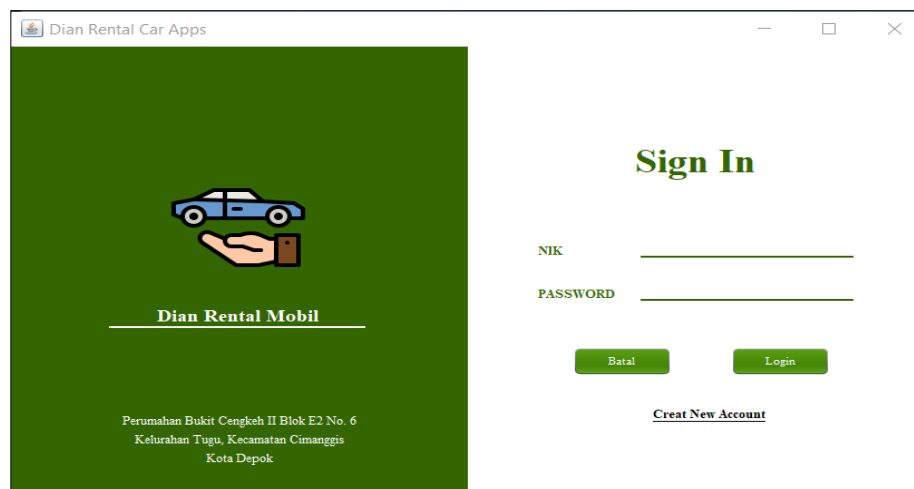 Dian Rental Car Apps
Dian Rental Mobil
Perumahan Bukit Cengkeh II Blok E2 No. 6
Kelurahan Tugu, Kecamatan Cimanggis
Kota Depok
Sign In
NIK
PASSWORD
Batal Login
Creat New Account